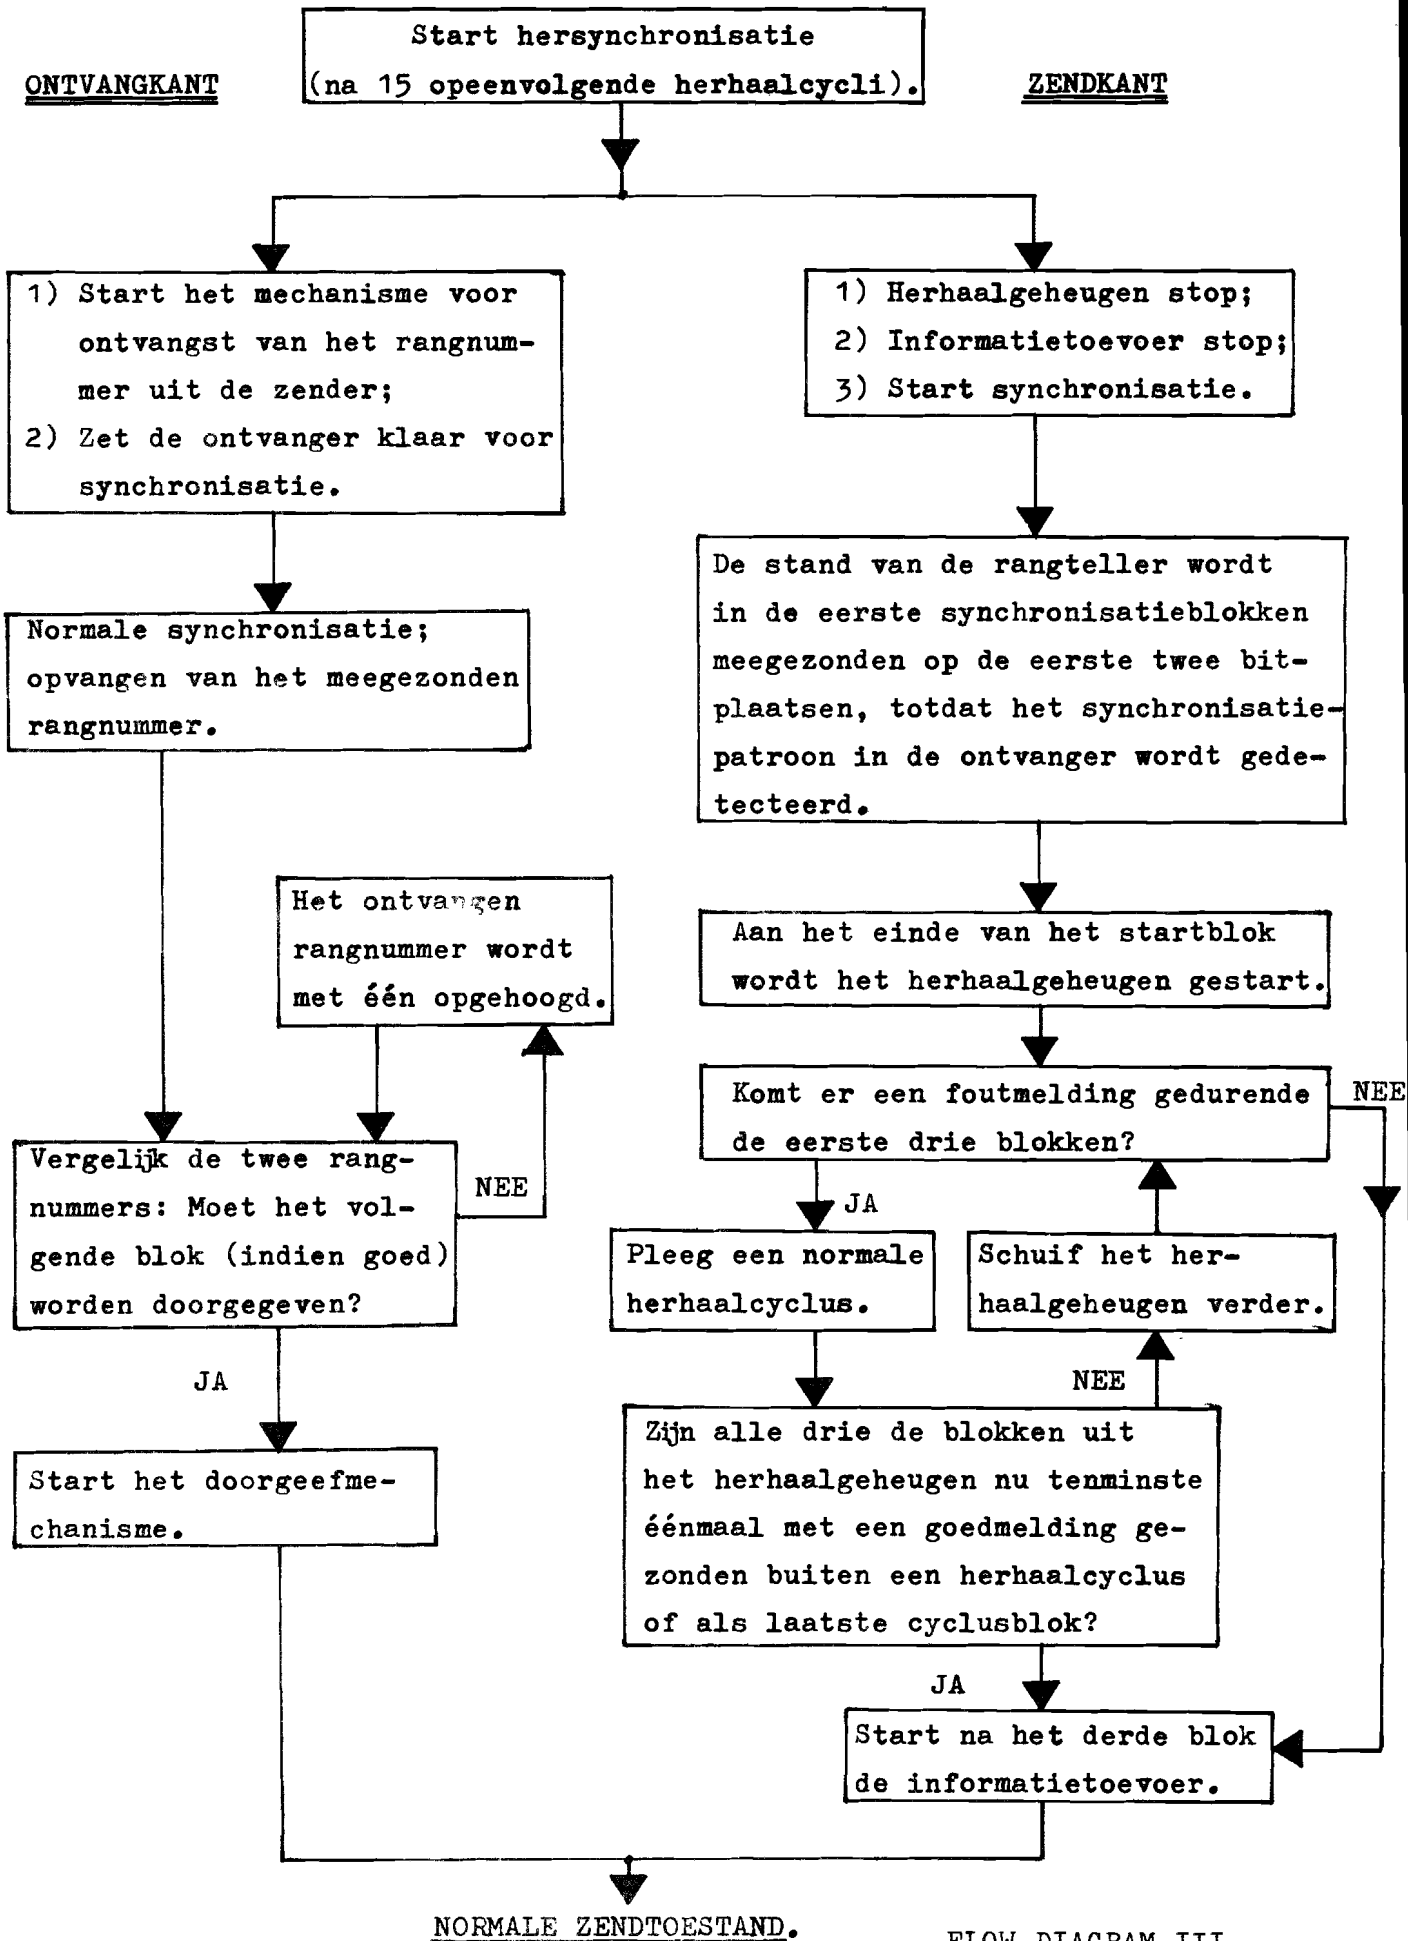 Start hersynchronisatie
(na 15 opeenvolgende herhaalcycli).
ONTVANGKANT
ZENDKANT
1) Start het mechanisme voor
ontvangst van het rangnum-
mer uit de zender;
2) Zet de ontvanger klaar voor
synchronisatie.
Normale synchronisatie;
opvangen van het meegezonden
rangnummer.
Het ontvangen
rangnummer wordt
met één opgehoogd.
Vergelijk de twee rang-
nummers: Moet het vol-
gende blok (indien goed)
worden doorgegeven?
NEE
JA
Start het doorgeefme-
chanisme.
1) Herhaalgeheugen stop;
2) Informatietoevoer stop;
3) Start synchronisatie.
De stand van de rangteller wordt
in de eerste synchronisatieblokken
meegezonden op de eerste twee bit-
plaatsen, totdat het synchronisatie-
patroon in de ontvanger wordt gede-
tecteerd.
Aan het einde van het startblok
wordt het herhaalgeheugen gestart.
Komt er een foutmelding gedurende
de eerste drie blokken?
NEE
JA
Pleeg een normale
herhaalcyclus.
Schuif het her-
haalgeheugen verder.
NEE
Zijn alle drie de blokken uit
het herhaalgeheugen nu tenminste
éénmaal met een goedmelding ge-
zonden buiten een herhaalcyclus
of als laatste cyclusblok?
JA
Start na het derde blok
de informatietoevoer.
NORMALE ZENDTOESTAND.
FLOW DIAGRAM III